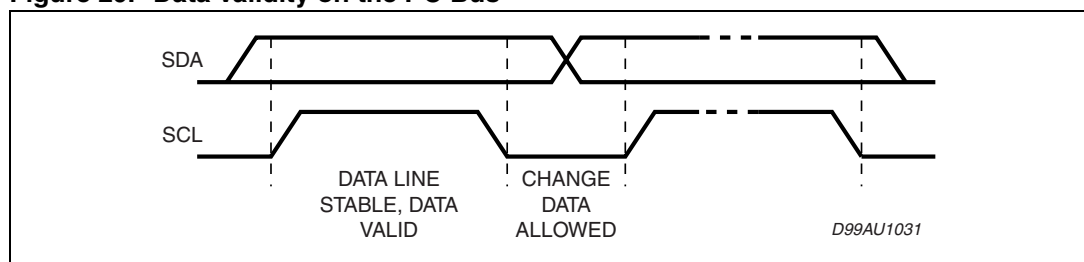 SDA
SCL
DATA LINE
STABLE, DATA
VALID
CHANGE
DATA
ALLOWED
D99AU1031